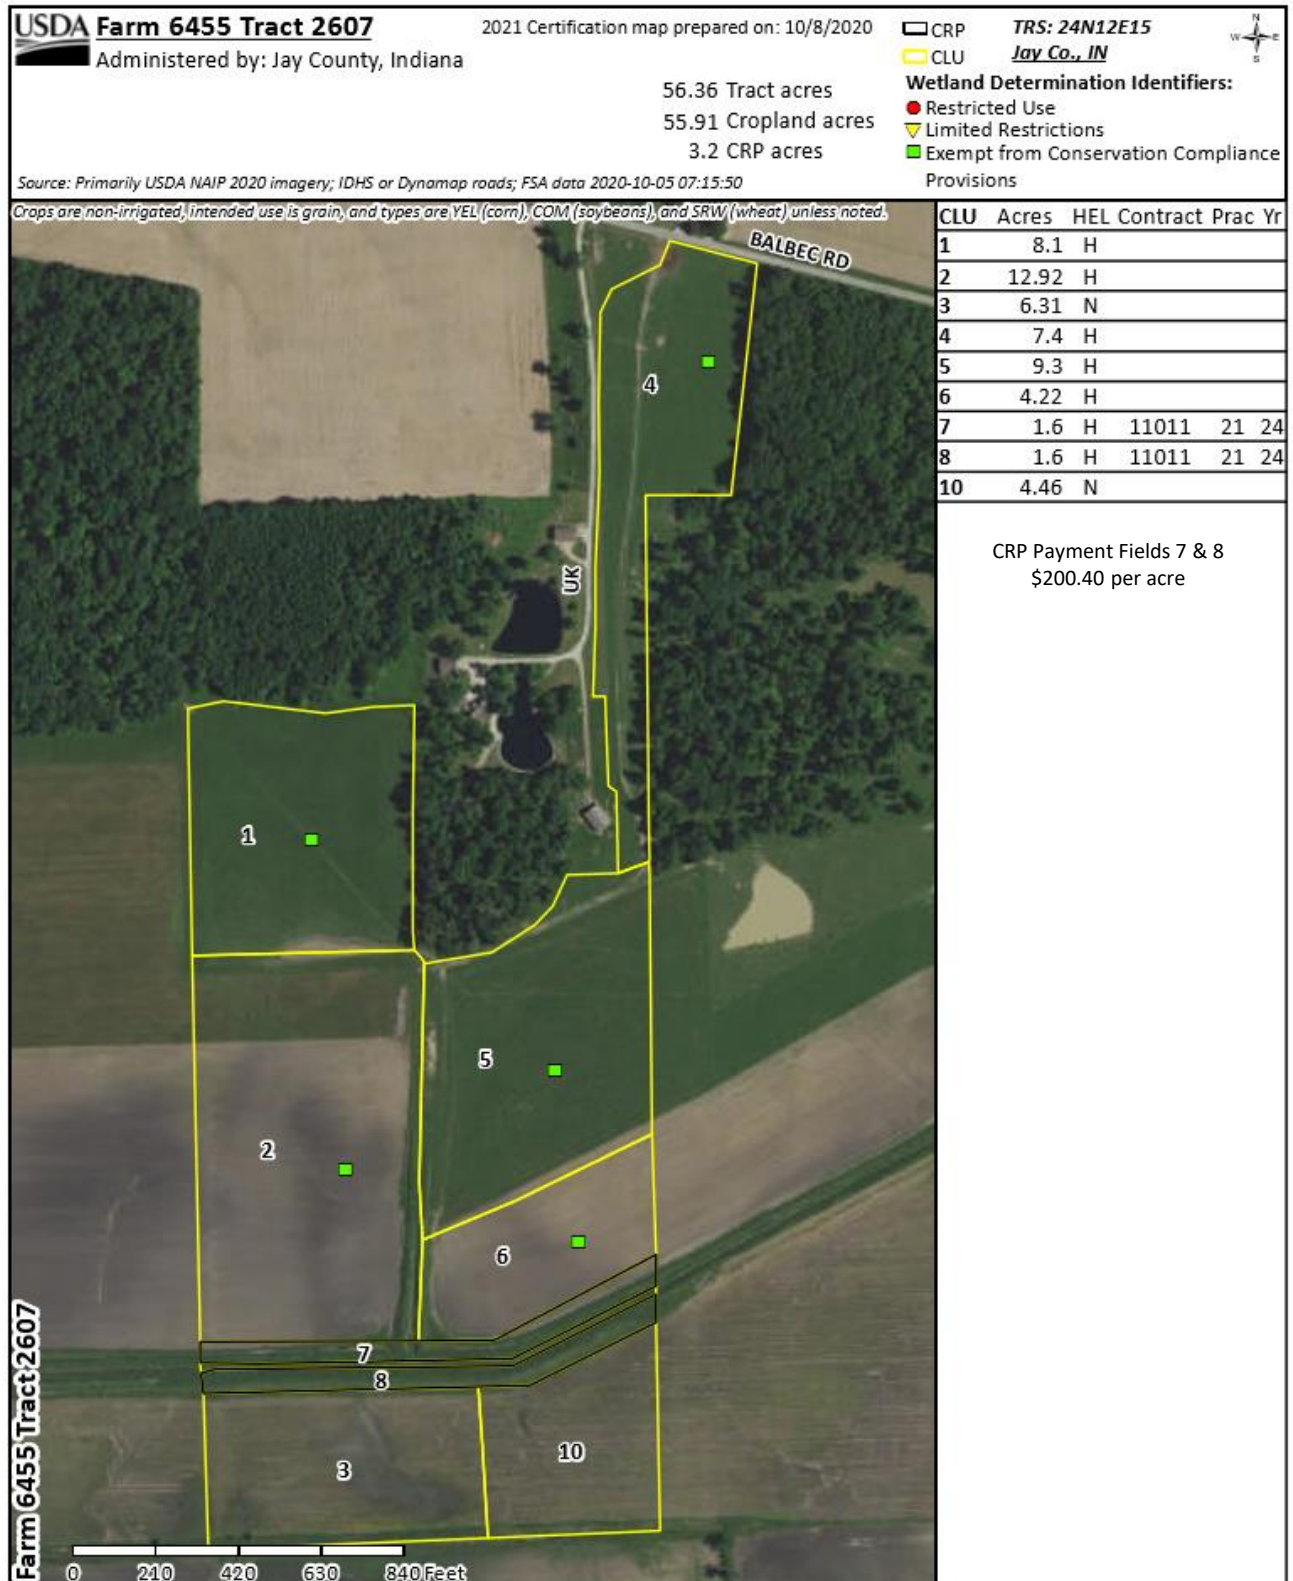 USDA Farm 6455 Tract 2607
Administered by: Jay County, Indiana
2021 Certification map prepared on: 10/8/2020
56.36 Tract acres
55.91 Cropland acres
3.2 CRP acres
CRP
CLU
TRS: 24N12E15
Jay Co., IN
N
W E
S
Wetland Determination Identifiers:
Restricted Use
Limited Restrictions
Exempt from Conservation Compliance
Provisions
Source: Primarily USDA NAIP 2020 imagery; IDHS or Dynamap roads; FSA data 2020-10-05 07:15:50
Crops are non-irrigated, intended use is grain, and types are YEL (corn), COM (soybeans), and SRW (wheat) unless noted.
CLU Acres HEL Contract Prac Yr
1 8.1 H
2 12.92 H
3 6.31 N
4 7.4 H
5 9.3 H
6 4.22 H
7 1.6 H 11011 21 24
8 1.6 H 11011 21 24
10 4.46 N
CRP Payment Fields 7 & 8
$200.40 per acre
BALBEC RD
4
UK
1
5
2
6
7
8
10
3
Farm 6455 Tract 2607
0 210 420 630 840 Feet